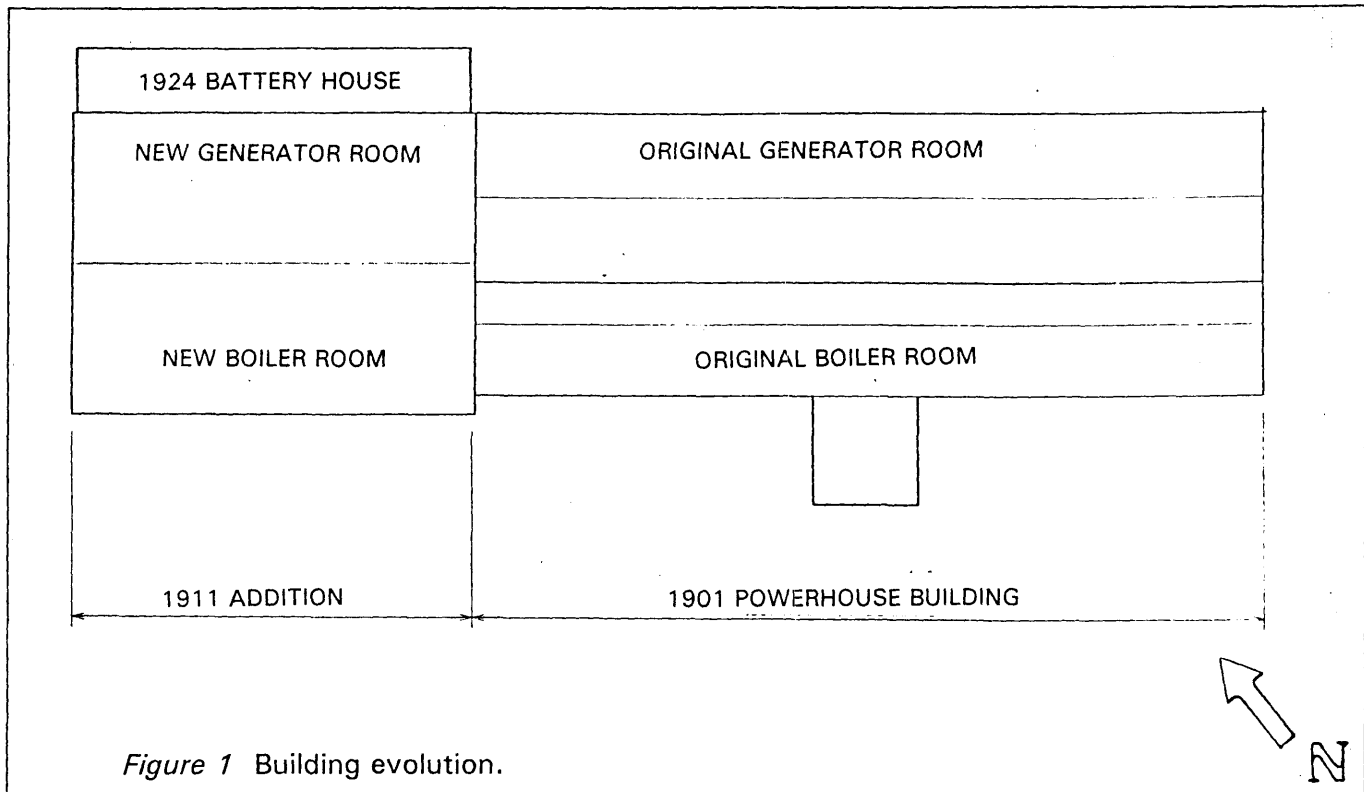 1924 BATTERY HOUSE
NEW GENERATOR ROOM
ORIGINAL GENERATOR ROOM
NEW BOILER ROOM
ORIGINAL BOILER ROOM
1911 ADDITION
1901 POWERHOUSE BUILDING
N
Figure 1 Building evolution.